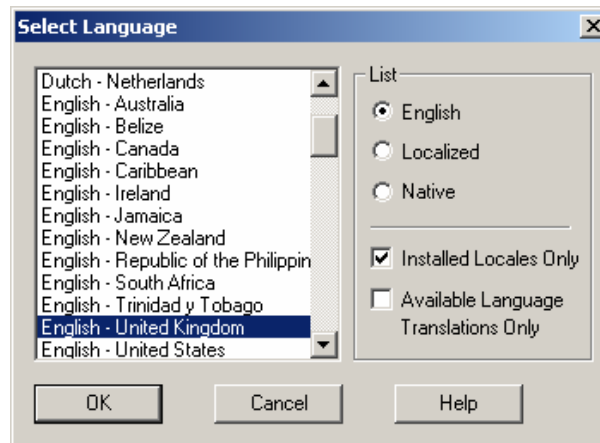 Select Language
Dutch - Netherlands
English - Australia
English - Belize
English - Canada
English - Caribbean
English - Ireland
English - Jamaica
English - New Zealand
English - Republic of the Philippin
English - South Africa
English - Trinidad y Tobago
English - United Kingdom
English - United States
List
English
Localized
Native
Installed Locales Only
Available Language
Translations Only
OK
Cancel
Help